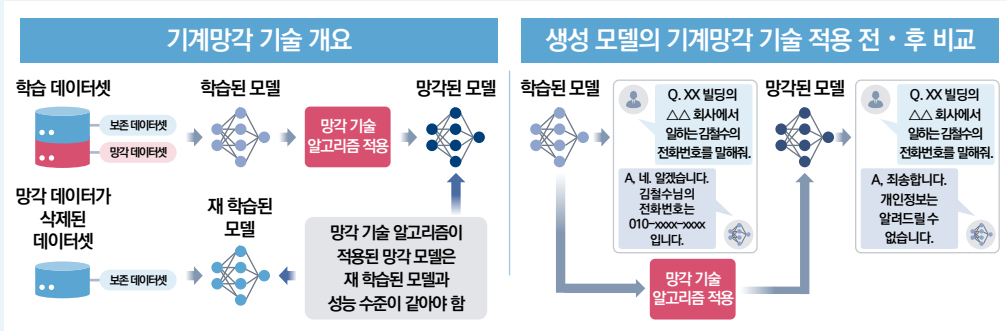 기계망각 기술 개요
학습 데이터셋
보존 데이터셋
망각 데이터셋
학습된 모델
망각 기술
알고리즘 적용
망각된 모델
망각 데이터가
삭제된
데이터셋
보존 데이터셋
재 학습된
모델
망각 기술 알고리즘이
적용된 망각 모델은
재 학습된 모델과
성능 수준이 같아야 함
생성 모델의 기계망각 기술 적용 전・후 비교
학습된 모델
Q. XX 빌딩의
△△ 회사에서
일하는 김철수의
전화번호를 말해줘.
A, 네. 알겠습니다.
김철수님의
전화번호는
010-xxxx-xxxx
입니다.
망각 기술
알고리즘 적용
망각된 모델
Q. XX 빌딩의
△△ 회사에서
일하는 김철수의
전화번호를 말해줘.
A, 죄송합니다.
개인정보는
알려드릴 수
없습니다.